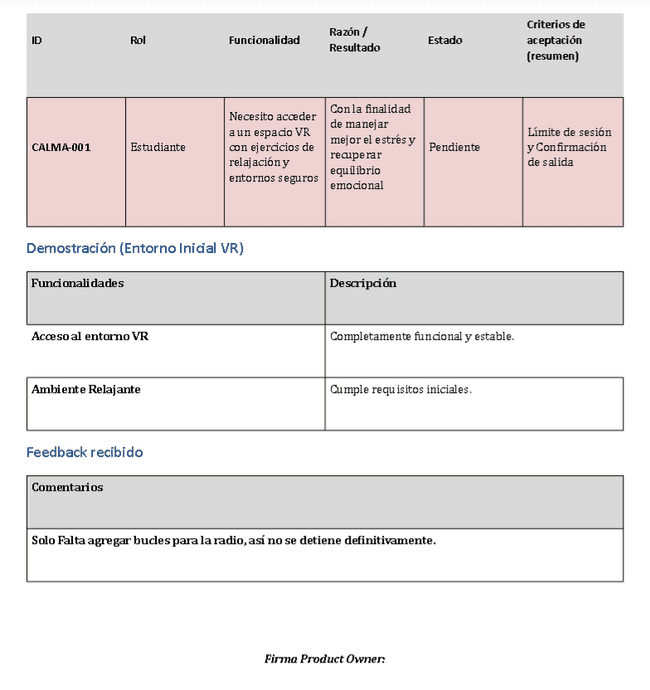 ID
Rol
Funcionalidad
Razón /
Resultado
Estado
Criterios de
aceptación
(resumen)
CALMA-001
Estudiante
Necesito acceder
a un espacio VR
con ejercicios de
relajación y
entornos seguros
Con la finalidad
de manejar
mejor el estrés y
recuperar
equilibrio
emocional
Pendiente
Límite de sesión
y Confirmación
de salida
Demostración (Entorno Inicial VR)
Funcionalidades
Descripción
Acceso al entorno VR
Completamente funcional y estable.
Ambiente Relajante
Cumple requisitos iniciales.
Feedback recibido
Comentarios
Solo Falta agregar bucles para la radio, así no se detiene definitivamente.
Firma Product Owner: